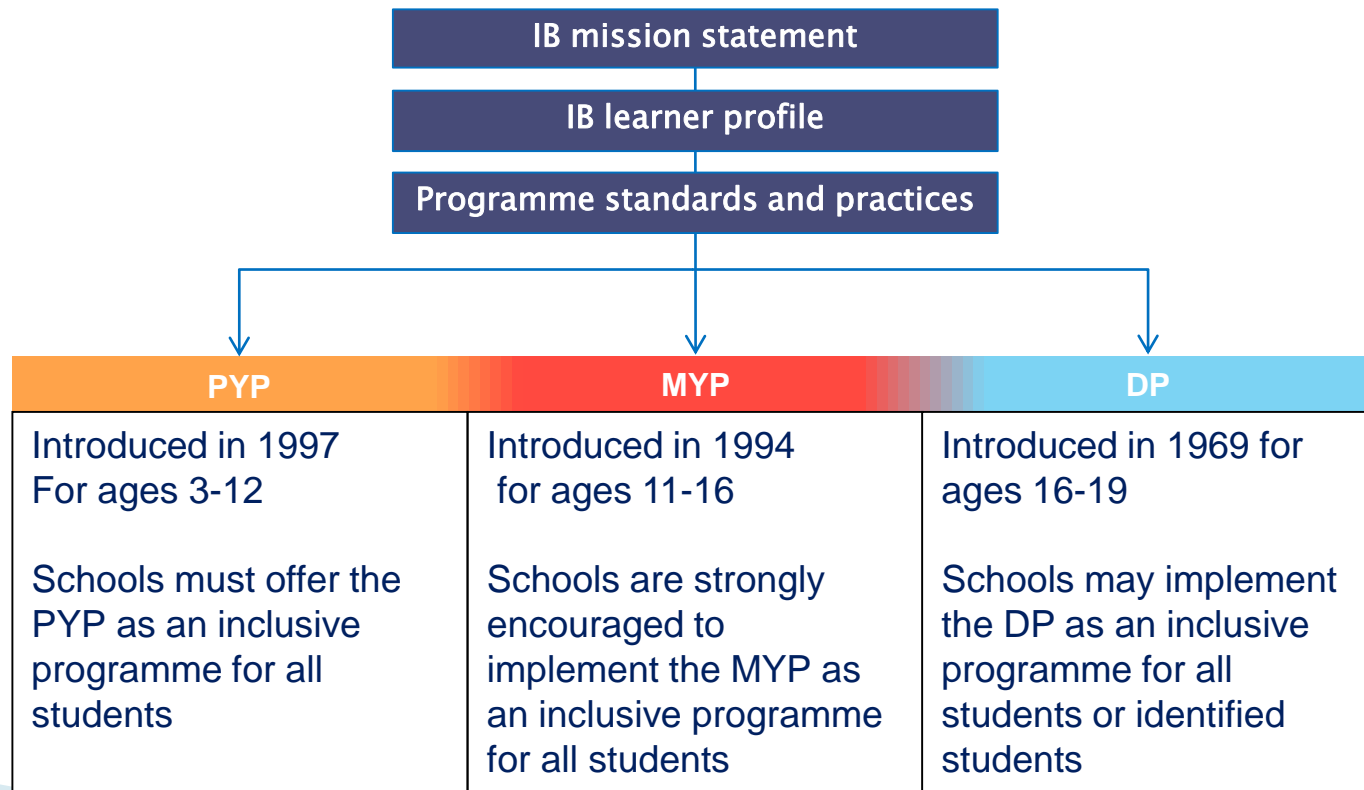 IB mission statement
IB learner profile
Programme standards and practices
PYP
MYP
DP
Introduced in 1997
For ages 3-12
Schools must offer the
PYP as an inclusive
programme for all
students
Introduced in 1994
for ages 11-16
Schools are strongly
encouraged to
implement the MYP as
an inclusive programme
for all students
Introduced in 1969 for
ages 16-19
Schools may implement
the DP as an inclusive
programme for all
students or identified
students